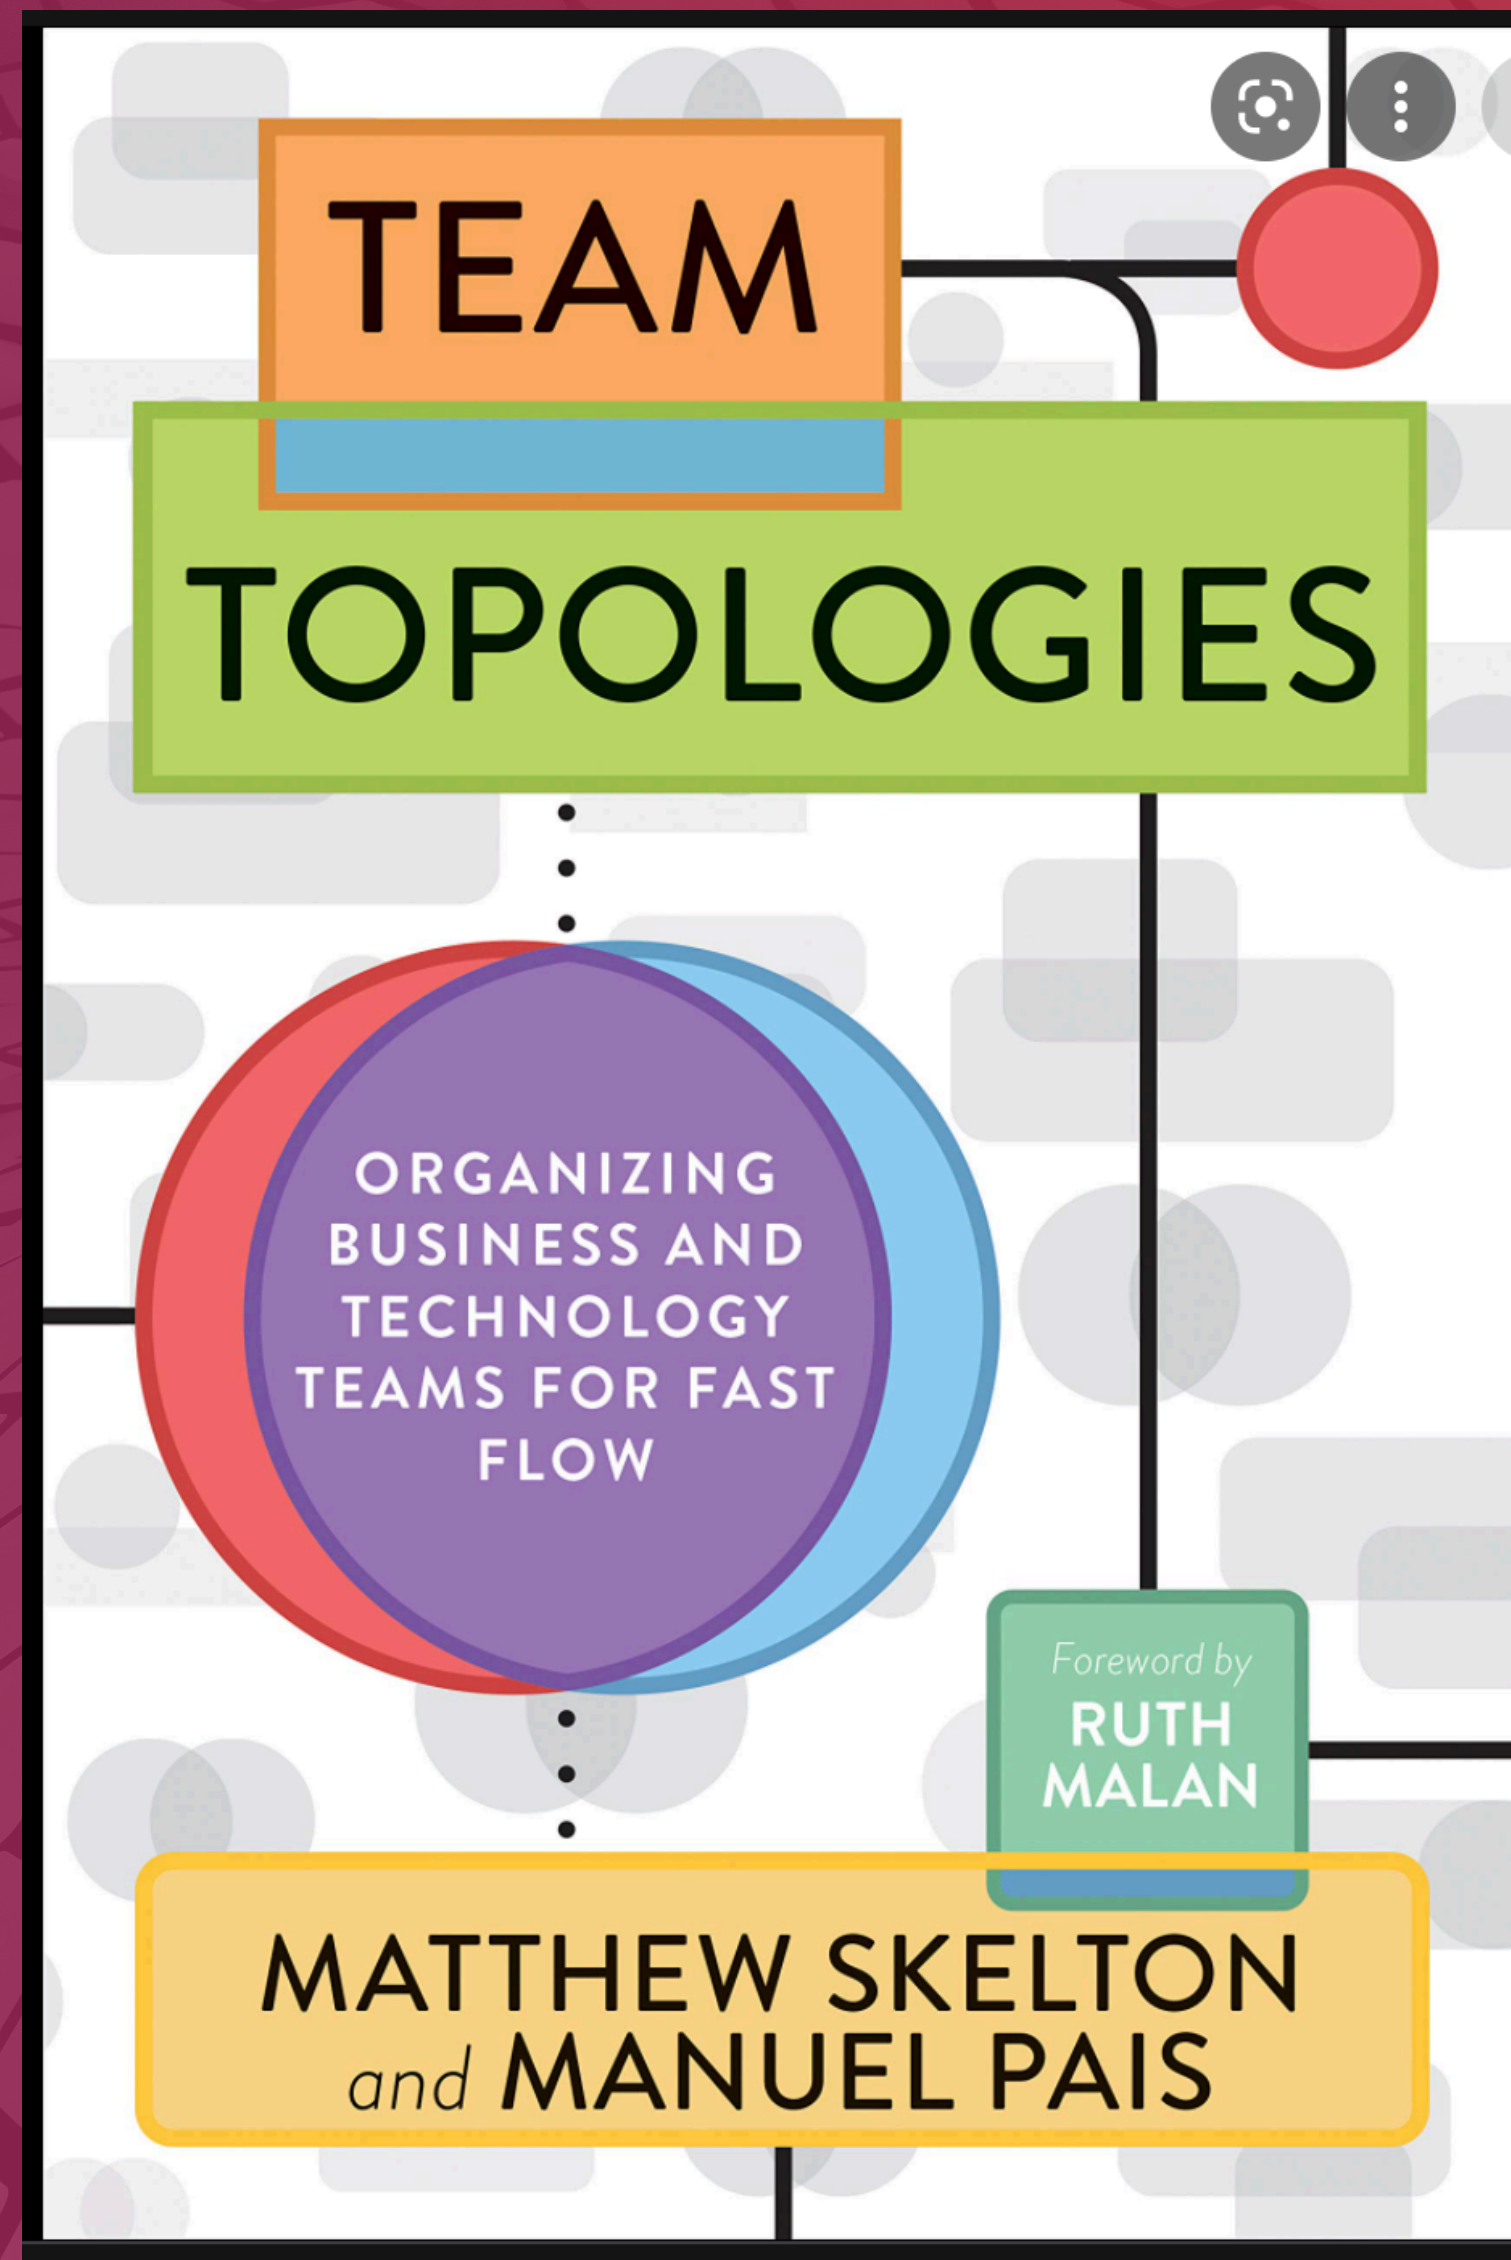 TEAM
TOPOLOGIES
ORGANIZING
BUSINESS AND
TECHNOLOGY
TEAMS FOR FAST
FLOW
Foreword by
RUTH
MALAN
MATTHEW SKELTON
and MANUEL PAIS